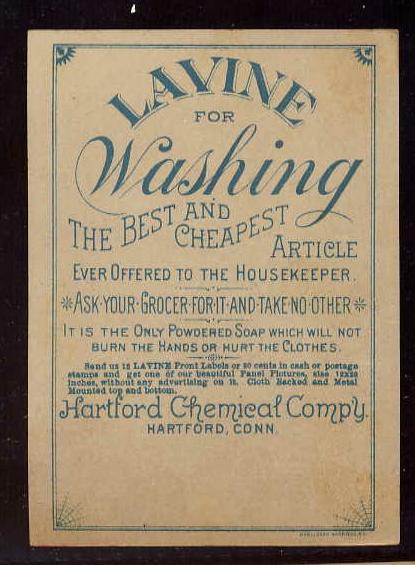 LAVINE
FOR
Washing
THE BEST AND
CHEAPEST
ARTICLE
EVER OFFERED TO THE HOUSEKEEPER.
ASK·YOUR·GROCER·FOR·IT·AND·TAKE·NO·OTHER
IT IS THE ONLY POWDERED SOAP WHICH WILL NOT
BURN THE HANDS OR HURT THE CLOTHES.
Send us 12 LAVINE Front Labels or 20 cents in cash or postage
stamps and get one of our beautiful Panel Pictures, size 12x28
inches, without any advertising on it. Cloth Backed and Metal
Mounted top and bottom.
Hartford Chemical Comp'y.
HARTFORD, CONN.